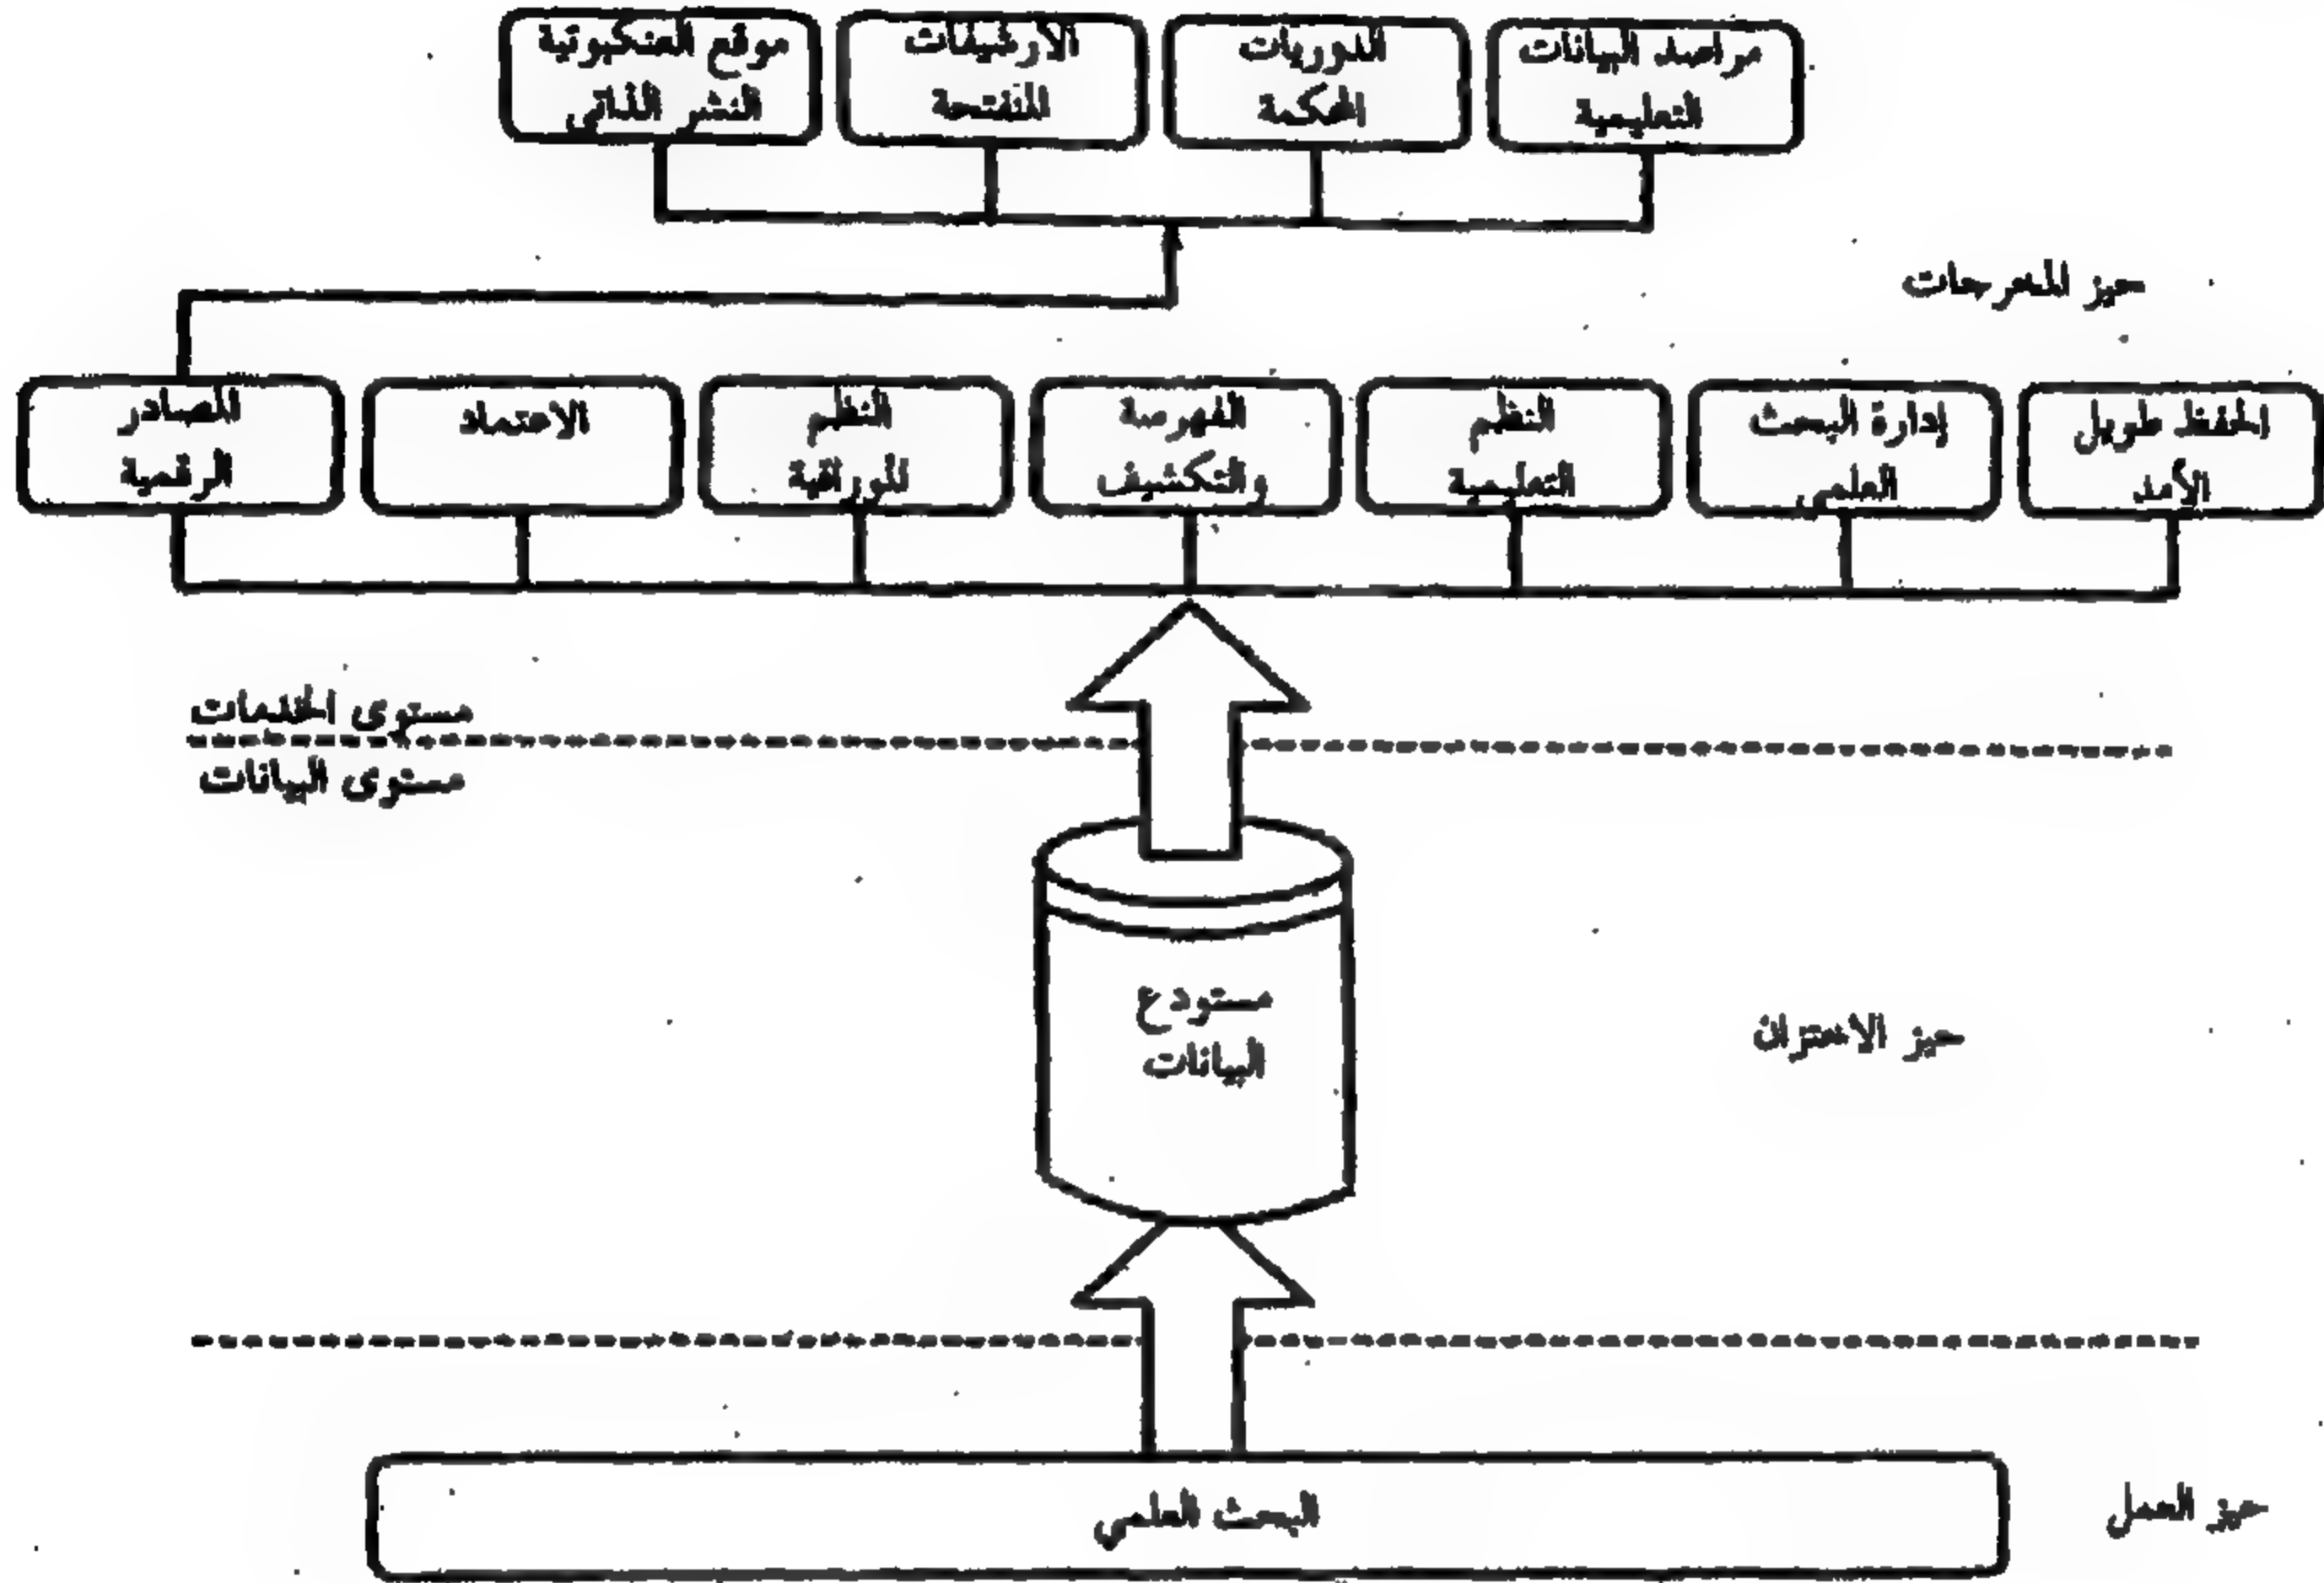 مراصد البيانات
التعليمية
الدوريات
المحكمة
الأرشيفات
المفتوحة
موقع العنكبوتية
النشر الذاتي
حيز المخرجات
الحفظ طويل
الأمد
إدارة البحث
العلمى
النظم
التعليمية
الفهرسة
والتكشيف
النظم
الوراقية
الاعتماد
المصادر
الرقمية
مستوى الخدمات
مستوى البيانات
مستودع
البيانات
حيز الاختزان
حيز العمل
البحث العلمي